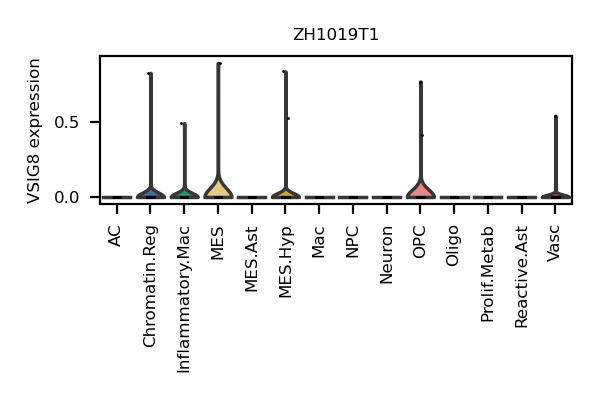 ZH1019T1
VSIG8 expression
0.5
0.0
AC
Chromatin.Reg
Inflammatory.Mac
MES
MES.Ast
MES.Hyp
Mac
NPC
Neuron
OPC
Oligo
Prolif.Metab
Reactive.Ast
Vasc